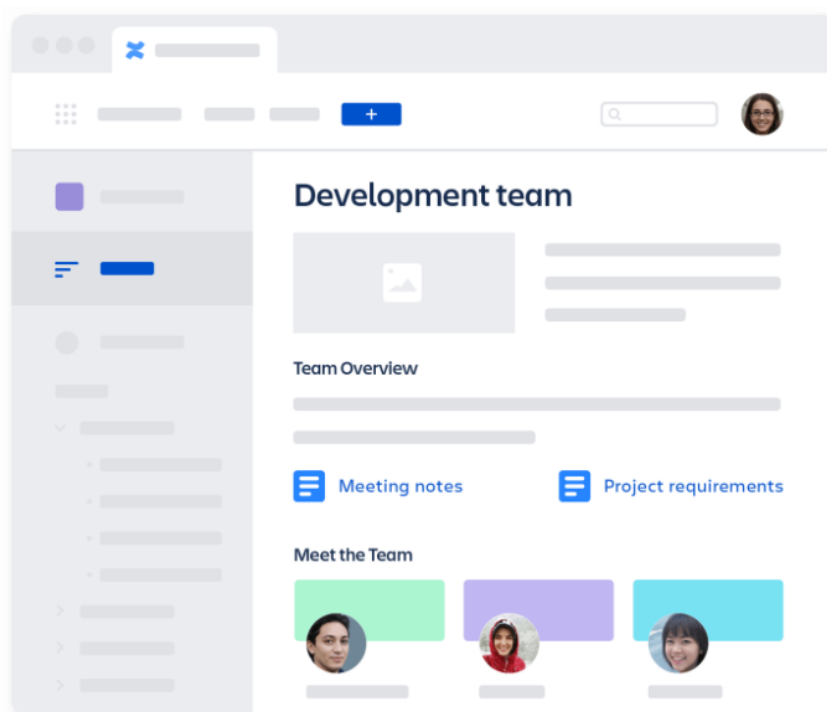 Development team
Team Overview
Meeting notes
Project requirements
Meet the Team